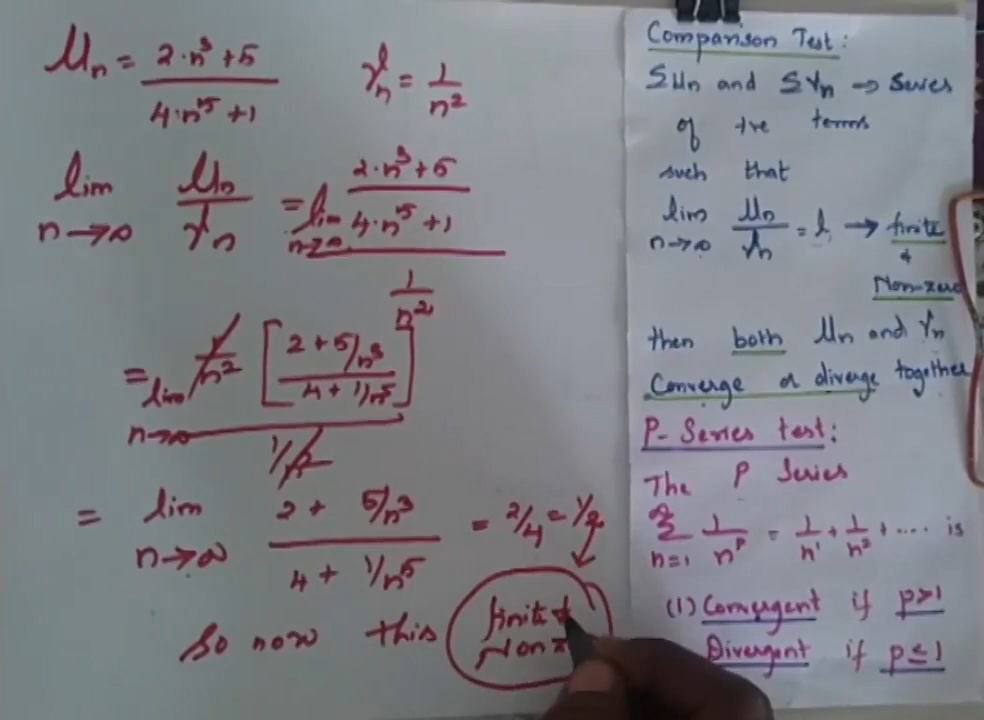 Un = 2·n³+5 / 4·n⁵+1    Vn = 1/n²
lim n→∞ Un/Vn = lim n→∞ (2·n³+5 / 4·n⁵+1) / (1/n²)
= lim n→∞ 1/n² [2+5/n³ / 4+1/n⁵] / 1/n²
= lim n→∞ 2+ 5/n³ / 4+ 1/n⁵ = 2/4 = 1/2
So now this finite &
Non z
Comparison Test:
ΣUn and ΣVn → Series
of +ve terms
such that
lim n→∞ Un/Vn = l → finite
&
Non-zero
then both Un and Vn
Converge or diverge together
P-Series test:
The P Series
∞Σn=1 1/nᵖ = 1/n¹ + 1/n² + .... is
(1) Convergent if p>1
Divergent if p≤1